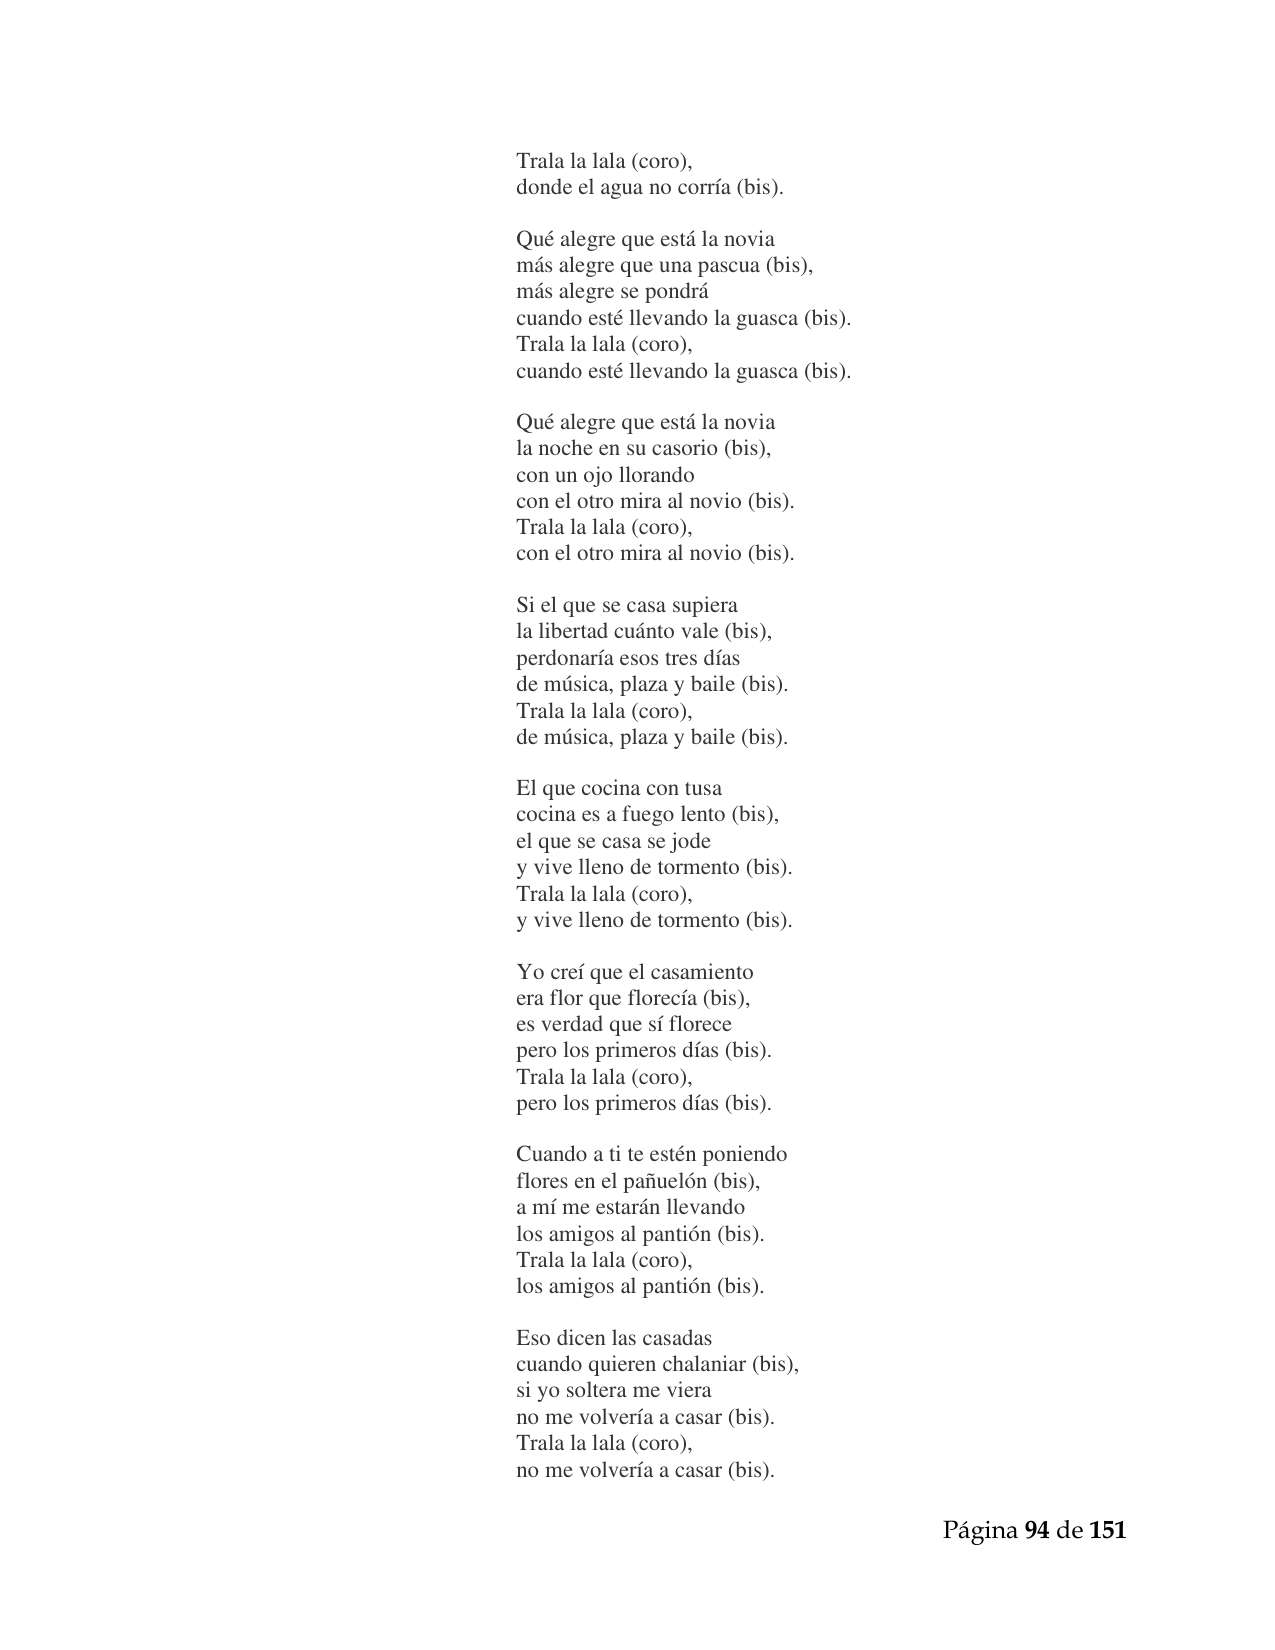 Trala la lala (coro),
donde el agua no corría (bis).

Qué alegre que está la novia
más alegre que una pascua (bis),
más alegre se pondrá
cuando esté llevando la guasca (bis).
Trala la lala (coro),
cuando esté llevando la guasca (bis).

Qué alegre que está la novia
la noche en su casorio (bis),
con un ojo llorando
con el otro mira al novio (bis).
Trala la lala (coro),
con el otro mira al novio (bis).

Si el que se casa supiera
la libertad cuánto vale (bis),
perdonaría esos tres días
de música, plaza y baile (bis).
Trala la lala (coro),
de música, plaza y baile (bis).

El que cocina con tusa
cocina es a fuego lento (bis),
el que se casa se jode
y vive lleno de tormento (bis).
Trala la lala (coro),
y vive lleno de tormento (bis).

Yo creí que el casamiento
era flor que florecía (bis),
es verdad que sí florece
pero los primeros días (bis).
Trala la lala (coro),
pero los primeros días (bis).

Cuando a ti te estén poniendo
flores en el pañuelón (bis),
a mí me estarán llevando
los amigos al pantión (bis).
Trala la lala (coro),
los amigos al pantión (bis).

Eso dicen las casadas
cuando quieren chalaniar (bis),
si yo soltera me viera
no me volvería a casar (bis).
Trala la lala (coro),
no me volvería a casar (bis).

Página 94 de 151